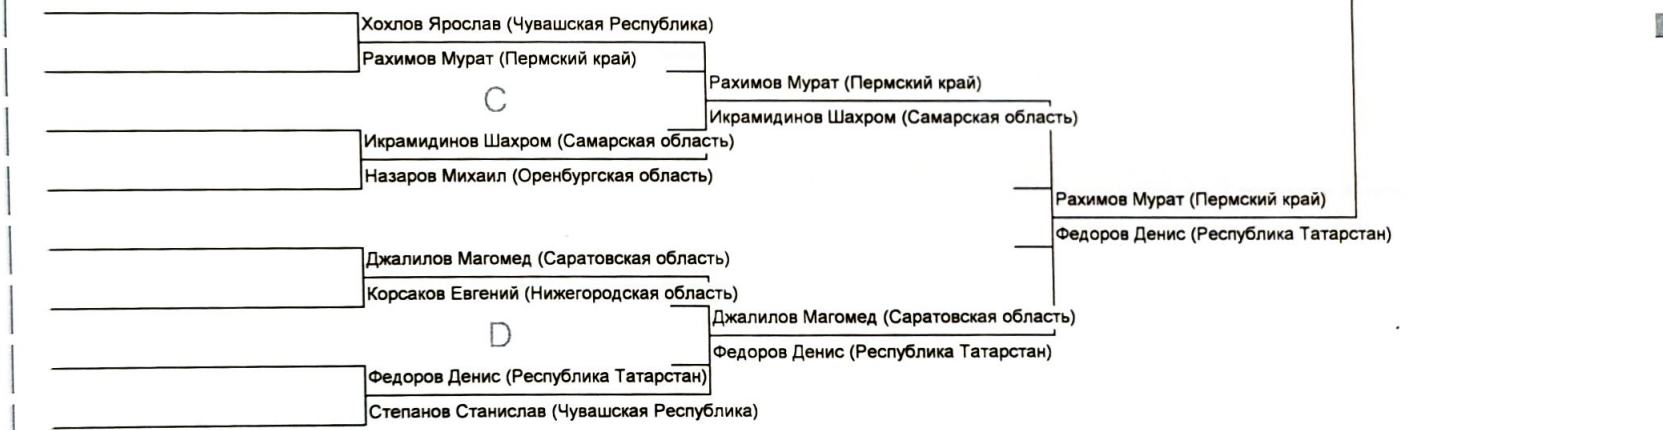 Хохлов Ярослав (Чувашская Республика)
Рахимов Мурат (Пермский край)
Рахимов Мурат (Пермский край)
C
Икрамидинов Шахром (Самарская область)
Икрамидинов Шахром (Самарская область)
Назаров Михаил (Оренбургская область)
Рахимов Мурат (Пермский край)
Федоров Денис (Республика Татарстан)
Джалилов Магомед (Саратовская область)
Корсаков Евгений (Нижегородская область)
Джалилов Магомед (Саратовская область)
D
Федоров Денис (Республика Татарстан)
Федоров Денис (Республика Татарстан)
Степанов Станислав (Чувашская Республика)